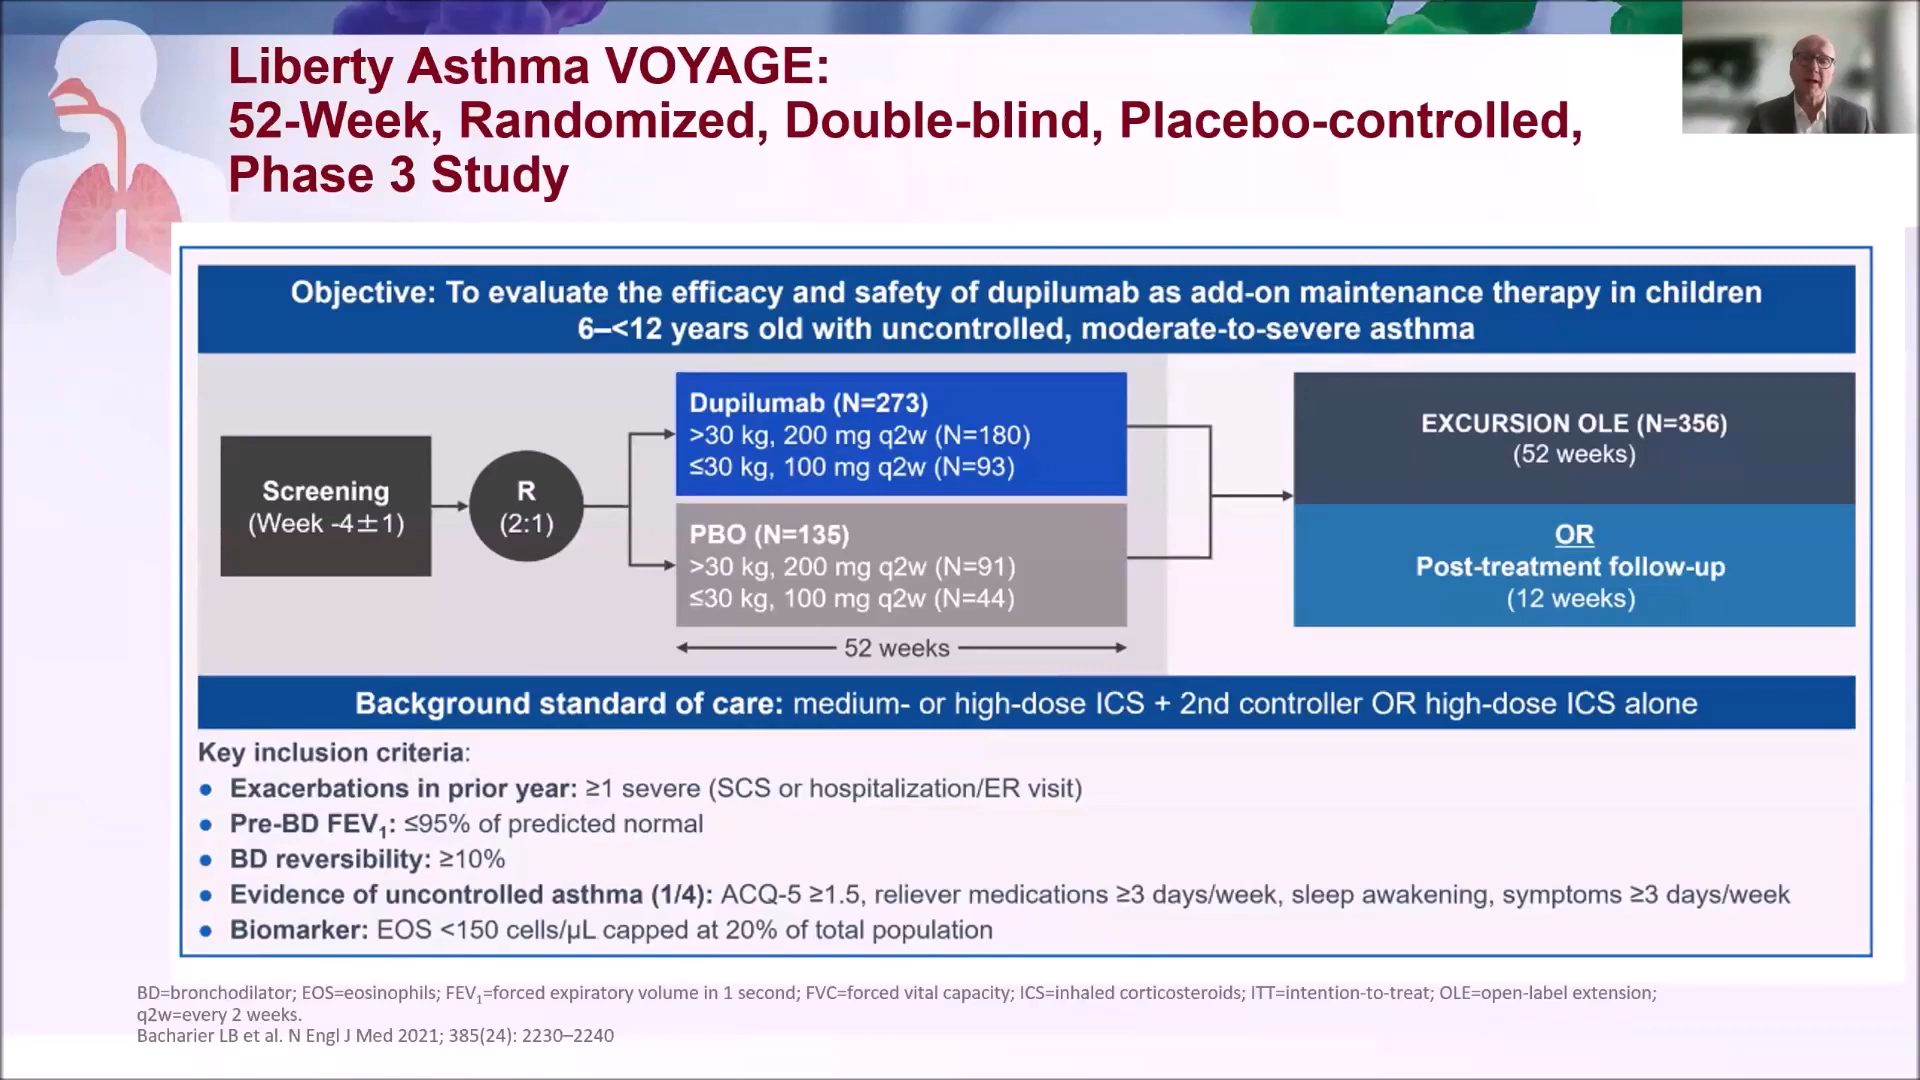 Liberty Asthma VOYAGE:
52-Week, Randomized, Double-blind, Placebo-controlled,
Phase 3 Study
Objective: To evaluate the efficacy and safety of dupilumab as add-on maintenance therapy in children
6–<12 years old with uncontrolled, moderate-to-severe asthma
Screening
(Week -4±1)
R
(2:1)
Dupilumab (N=273)
>30 kg, 200 mg q2w (N=180)
≤30 kg, 100 mg q2w (N=93)
PBO (N=135)
>30 kg, 200 mg q2w (N=91)
≤30 kg, 100 mg q2w (N=44)
52 weeks
EXCURSION OLE (N=356)
(52 weeks)
OR
Post-treatment follow-up
(12 weeks)
Background standard of care: medium- or high-dose ICS + 2nd controller OR high-dose ICS alone
Key inclusion criteria:
● Exacerbations in prior year: ≥1 severe (SCS or hospitalization/ER visit)
● Pre-BD FEV₁: ≤95% of predicted normal
● BD reversibility: ≥10%
● Evidence of uncontrolled asthma (1/4): ACQ-5 ≥1.5, reliever medications ≥3 days/week, sleep awakening, symptoms ≥3 days/week
● Biomarker: EOS <150 cells/µL capped at 20% of total population
BD=bronchodilator; EOS=eosinophils; FEV₁=forced expiratory volume in 1 second; FVC=forced vital capacity; ICS=inhaled corticosteroids; ITT=intention-to-treat; OLE=open-label extension;
q2w=every 2 weeks.
Bacharier LB et al. N Engl J Med 2021; 385(24): 2230–2240